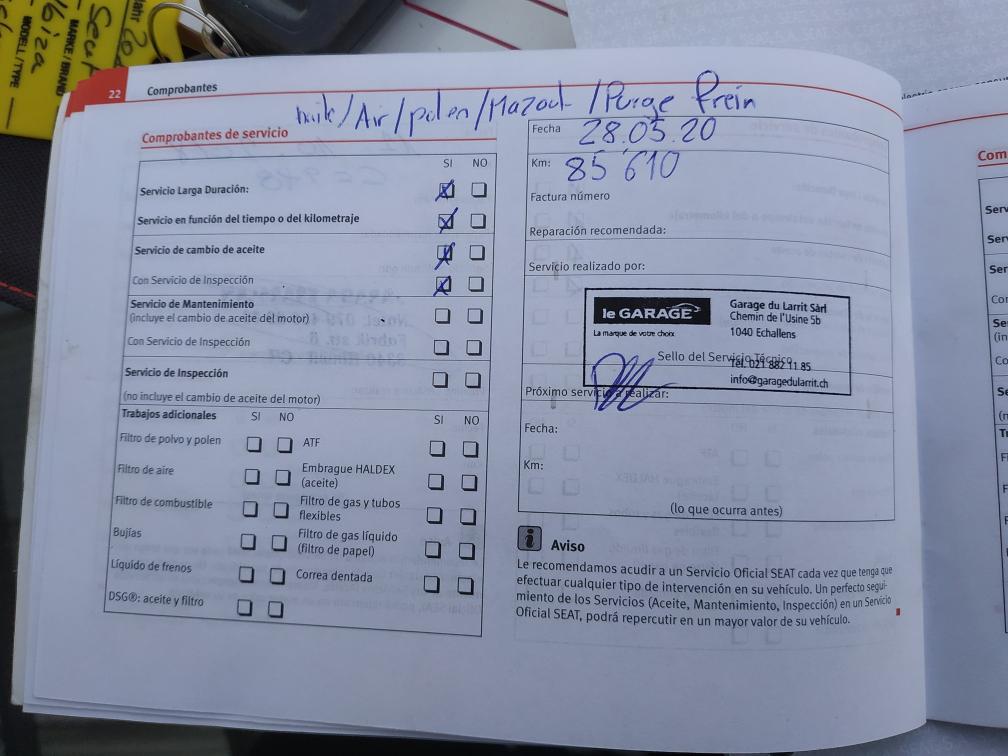 Jahr 20
MARKE / BRAND
Seat
Ibiza
MODELL / TYPE
22 Comprobantes
huile/Air/polen/Mazout/Purge frein
Comprobantes de servicio
SI NO
Servicio Larga Duración:
Servicio en función del tiempo o del kilometraje
Servicio de cambio de aceite
Con Servicio de Inspección
Servicio de Mantenimiento
(incluye el cambio de aceite del motor)
Con Servicio de Inspección
Servicio de Inspección
(no incluye el cambio de aceite del motor)
Trabajos adicionales SI NO SI NO
Filtro de polvo y polen ATF
Filtro de aire Embrague HALDEX
(aceite)
Filtro de combustible Filtro de gas y tubos
flexibles
Bujías Filtro de gas líquido
(filtro de papel)
Líquido de frenos Correa dentada
DSG®: aceite y filtro
Fecha 28.05.20
Km: 85'610
Factura número
Reparación recomendada:
Servicio realizado por:
le GARAGE
La marque de votre choix
Garage du Larrit Sàrl
Chemin de l'Usine 5b
1040 Echallens
Sello del Servicio Técnico
Tél. 021 882 11 85
info@garagedularrit.ch
Próximo servicio a realizar:
Fecha:
Km:
(lo que ocurra antes)
i Aviso
Le recomendamos acudir a un Servicio Oficial SEAT cada vez que tenga que
efectuar cualquier tipo de intervención en su vehículo. Un perfecto segui-
miento de los Servicios (Aceite, Mantenimiento, Inspección) en un Servicio
Oficial SEAT, podrá repercutir en un mayor valor de su vehículo.